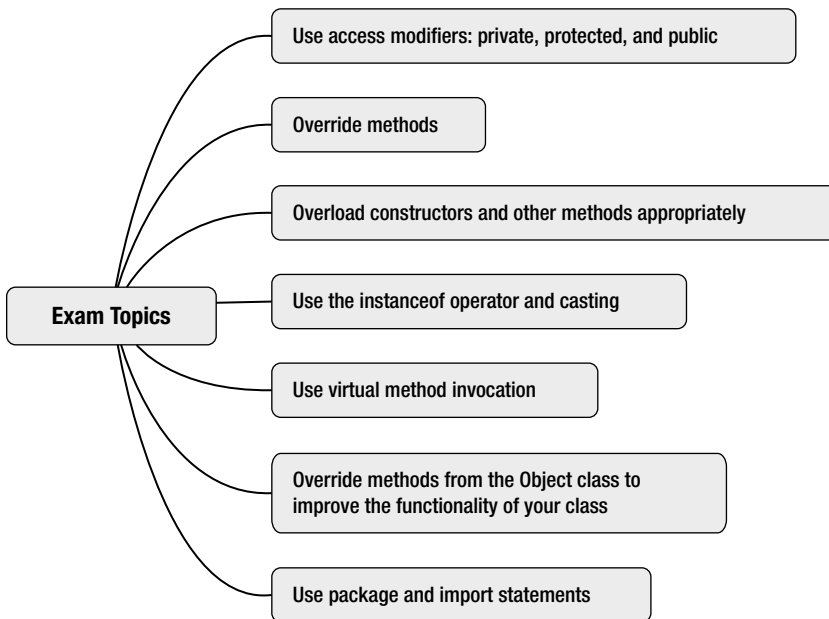 Use access modifiers: private, protected, and public
Override methods
Overload constructors and other methods appropriately
Exam Topics
Use the instanceof operator and casting
Use virtual method invocation
Override methods from the Object class to
improve the functionality of your class
Use package and import statements